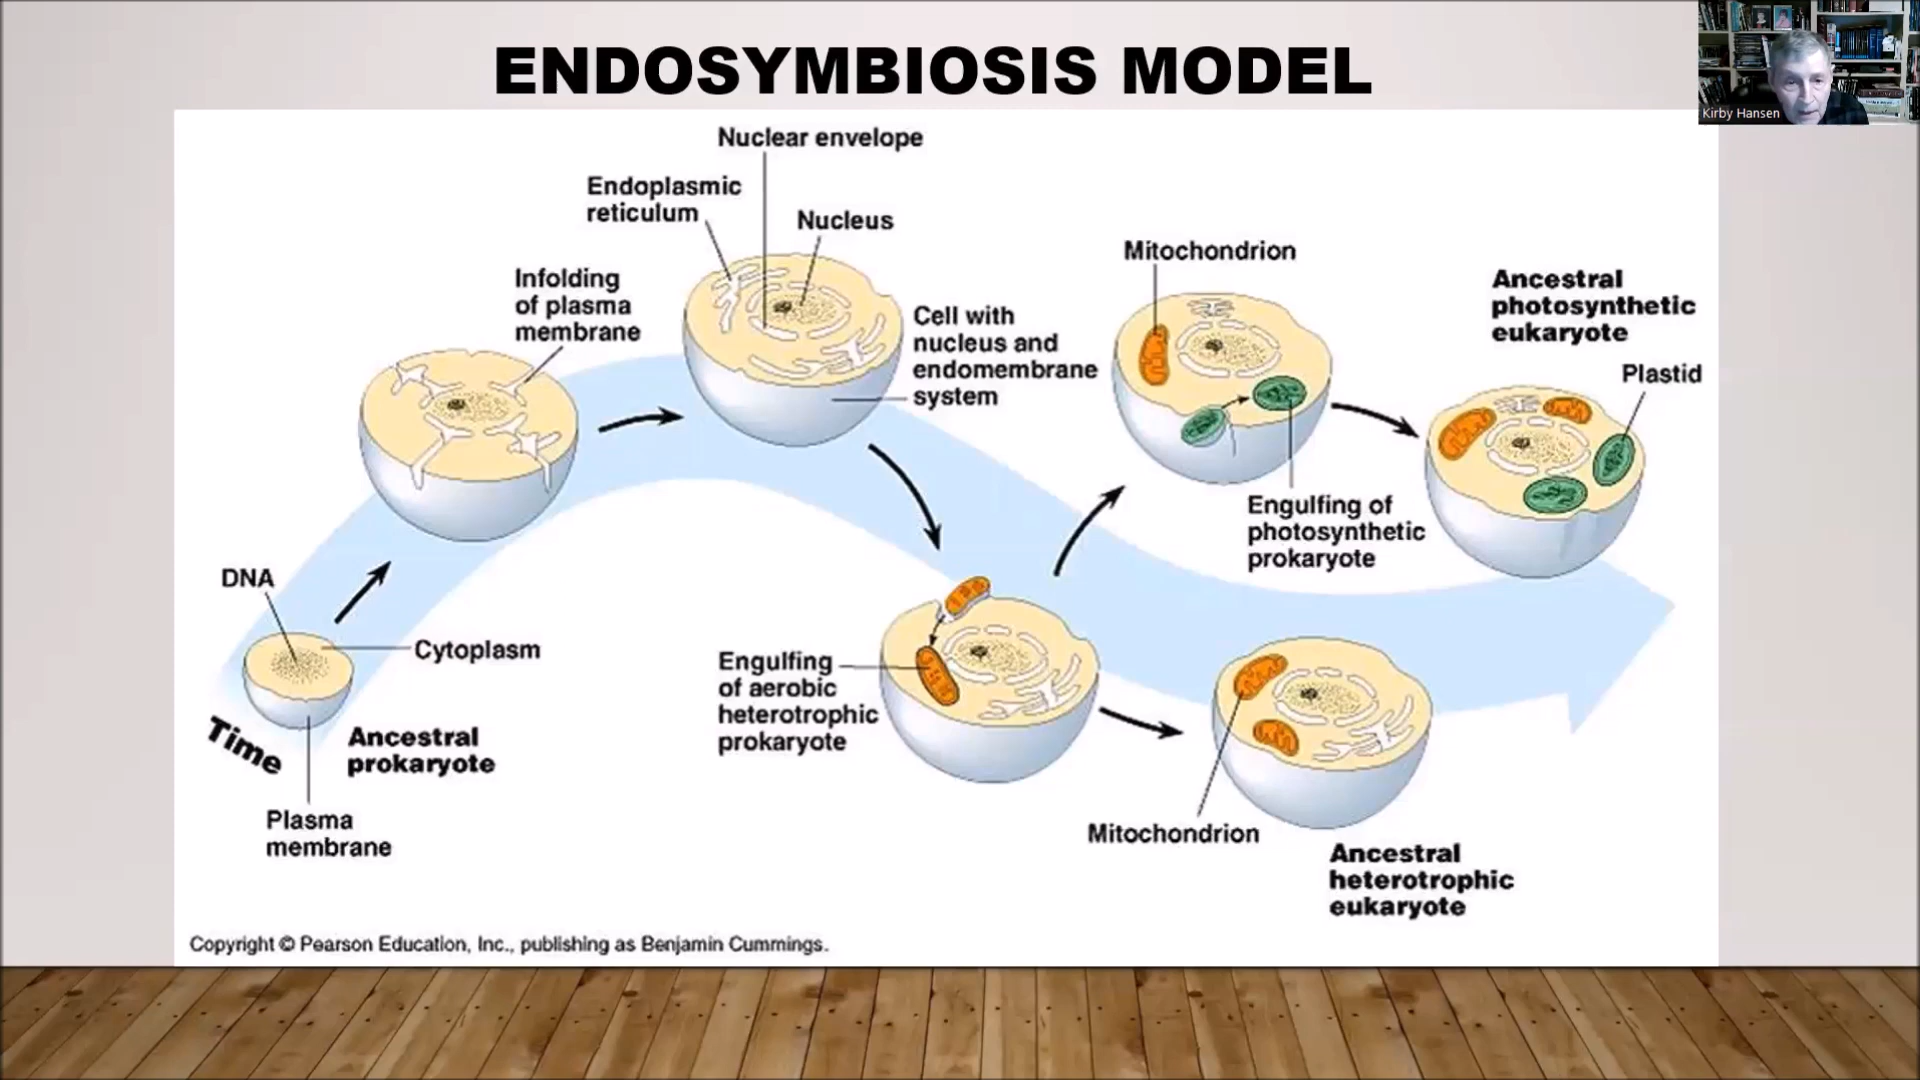 ENDOSYMBIOSIS MODEL
Kirby Hansen
Nuclear envelope
Endoplasmic
reticulum
Nucleus
Infolding
of plasma
membrane
Cell with
nucleus and
endomembrane
system
Mitochondrion
Ancestral
photosynthetic
eukaryote
Plastid
Engulfing of
photosynthetic
prokaryote
DNA
Cytoplasm
Time
Ancestral
prokaryote
Plasma
membrane
Engulfing
of aerobic
heterotrophic
prokaryote
Mitochondrion
Ancestral
heterotrophic
eukaryote
Copyright © Pearson Education, Inc., publishing as Benjamin Cummings.